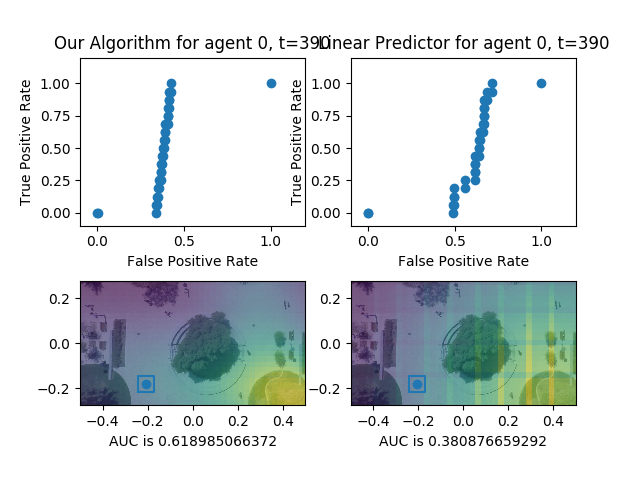 Our Algorithm for agent 0, t=390
Linear Predictor for agent 0, t=390
True Positive Rate
1.00
0.75
0.50
0.25
0.00
0.0 0.5 1.0
False Positive Rate
True Positive Rate
1.00
0.75
0.50
0.25
0.00
0.0 0.5 1.0
False Positive Rate
0.2
0.0
−0.2
−0.4 −0.2 0.0 0.2 0.4
AUC is 0.618985066372
0.2
0.0
−0.2
−0.4 −0.2 0.0 0.2 0.4
AUC is 0.380876659292